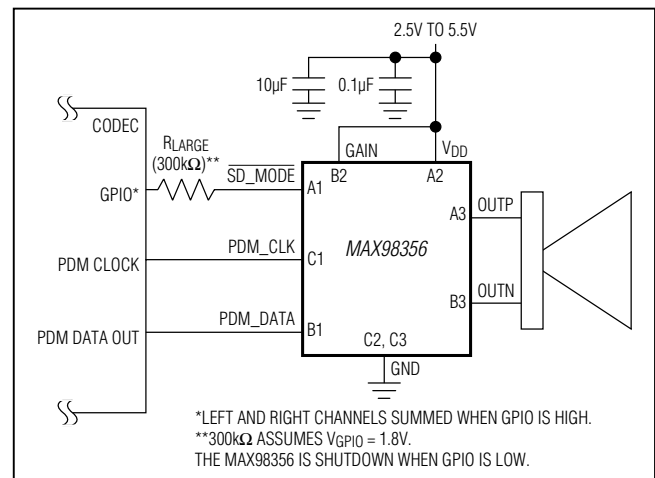 2.5V TO 5.5V
10µF
0.1µF
CODEC
RLARGE
(300kΩ)**
SD_MODE
GAIN
VDD
B2
A2
GPIO*
A1
A3
OUTP
PDM_CLK
MAX98356
PDM CLOCK
C1
OUTN
B3
PDM_DATA
PDM DATA OUT
B1
C2, C3
GND
*LEFT AND RIGHT CHANNELS SUMMED WHEN GPIO IS HIGH.
**300kΩ ASSUMES VGPIO = 1.8V.
THE MAX98356 IS SHUTDOWN WHEN GPIO IS LOW.